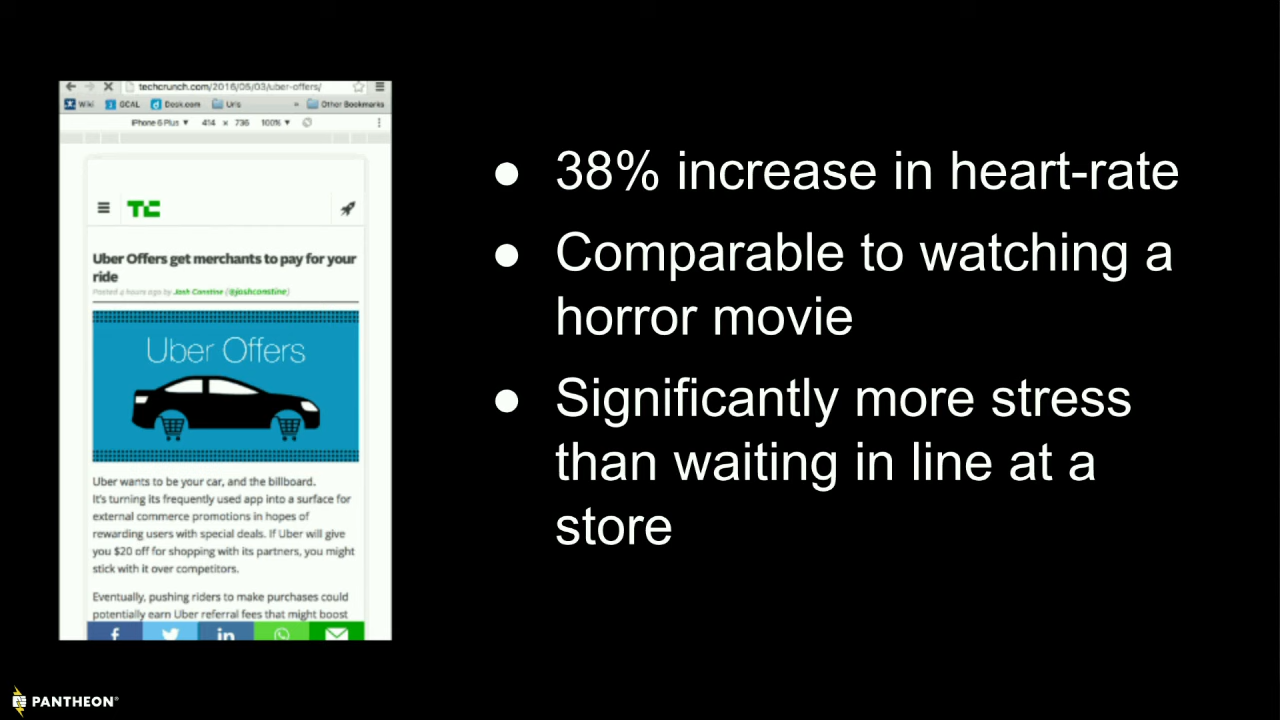 techcrunch.com/2016/05/03/uber-offers/
Wiki GCAL Desk.com Urls » Other Bookmarks
iPhone 6 Plus ▼ 414 × 736 100% ▼
TC
Uber Offers get merchants to pay for your
ride
Posted 4 hours ago by Josh Constine (@joshconstine)
Uber Offers
Uber wants to be your car, and the billboard.
It's turning its frequently used app into a surface for
external commerce promotions in hopes of
rewarding users with special deals. If Uber will give
you $20 off for shopping with its partners, you might
stick with it over competitors.
Eventually, pushing riders to make purchases could
potentially earn Uber referral fees that might boost
● 38% increase in heart-rate
● Comparable to watching a
horror movie
● Significantly more stress
than waiting in line at a
store
PANTHEON®